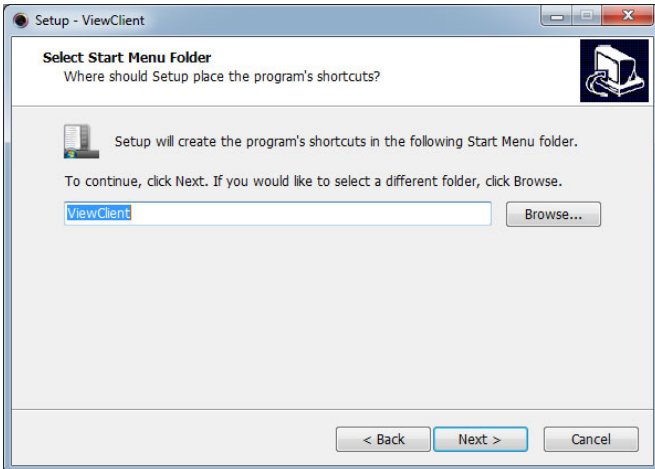 Setup - ViewClient
Select Start Menu Folder
Where should Setup place the program's shortcuts?
Setup will create the program's shortcuts in the following Start Menu folder.
To continue, click Next. If you would like to select a different folder, click Browse.
ViewClient
Browse...
< Back
Next >
Cancel